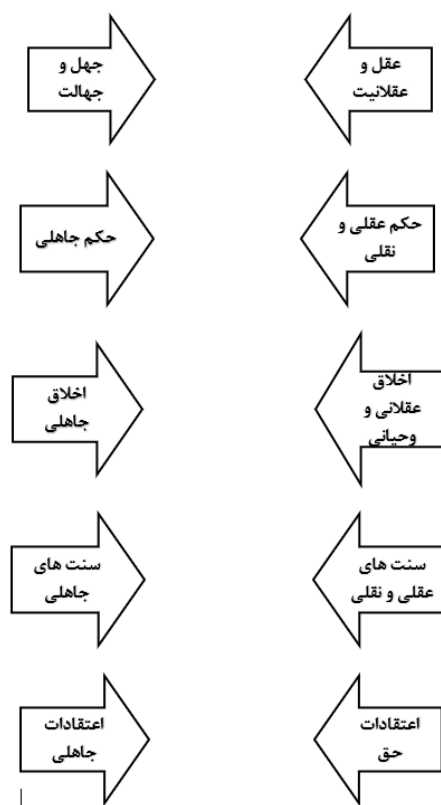 عقل و
عقلانیت
جهل و
جهالت
حکم عقلی و
نقلی
حکم جاهلی
اخلاق
عقلانی و
وحیانی
اخلاق
جاهلی
سنت های
عقلی و نقلی
سنت های
جاهلی
اعتقادات
حق
اعتقادات
جاهلی